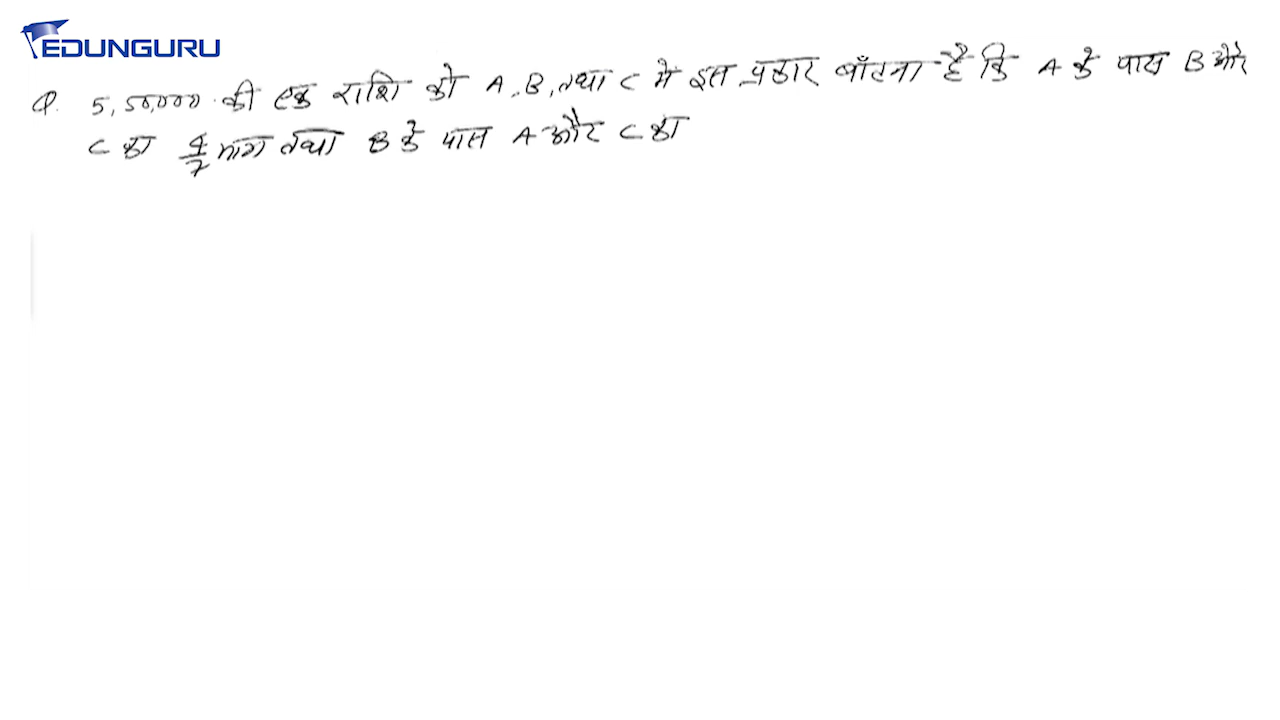 EDUNGURU
Q. 5,50,000 की एक राशि को A, B, तथा C में इस प्रकार बाँटना है कि A के पास B और
C का 4/7 भाग तथा B के पास A और C का